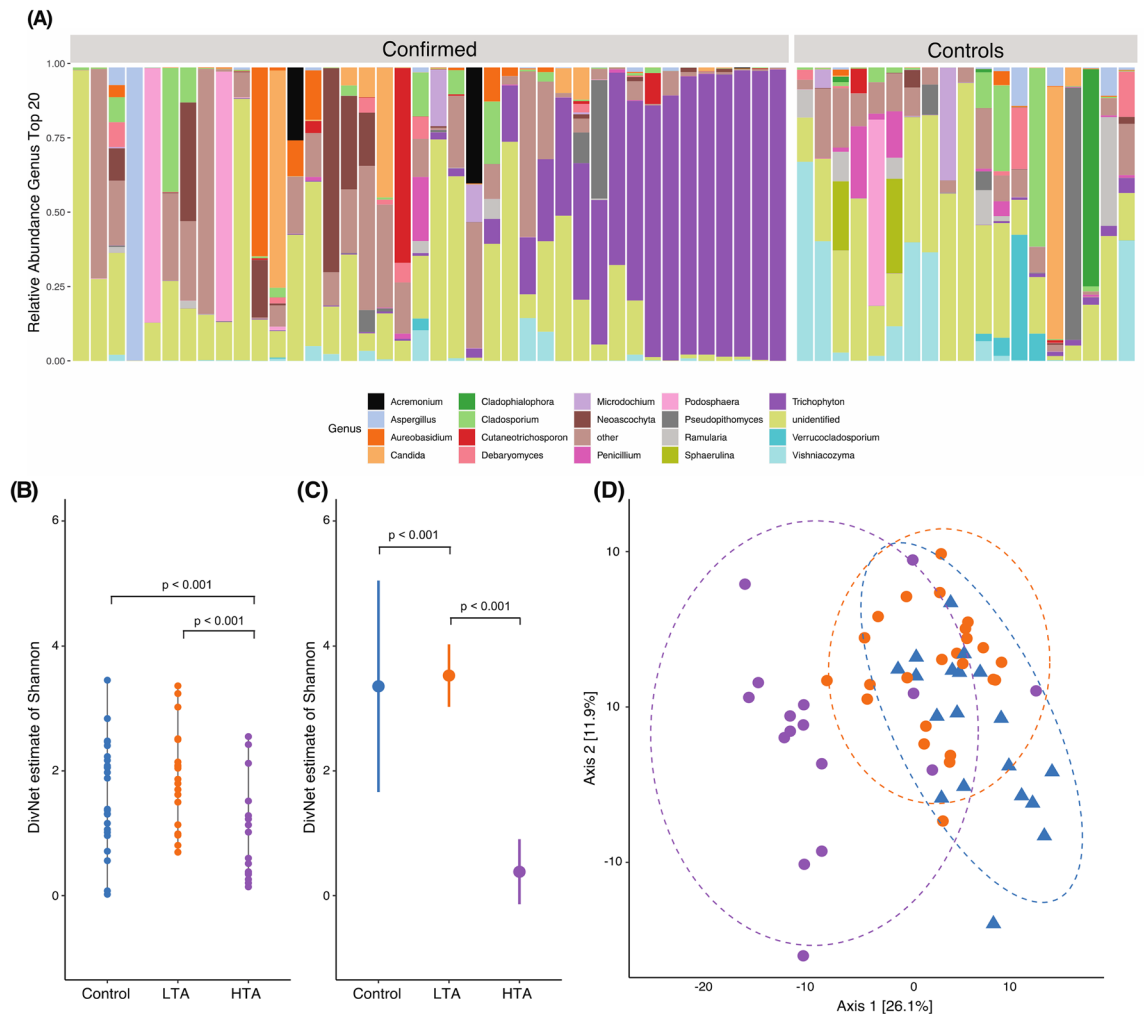 (A)
Confirmed
Controls
Relative Abundance Genus Top 20
1.00
0.75
0.50
0.25
0.00
Genus
Acremonium
Aspergillus
Aureobasidium
Candida
Cladophialophora
Cladosporium
Cutaneotrichosporon
Debaryomyces
Microdochium
Neoascochyta
other
Penicillium
Podosphaera
Pseudopithomyces
Ramularia
Sphaerulina
Trichophyton
unidentified
Verrucocladosporium
Vishniacozyma
(B)
DivNet estimate of Shannon
6
4
2
0
p < 0.001
p < 0.001
Control LTA HTA
(C)
DivNet estimate of Shannon
6
4
2
0
p < 0.001
p < 0.001
Control LTA HTA
(D)
Axis 2 [11.9%]
10
10
-10
-20 -10 0 10
Axis 1 [26.1%]